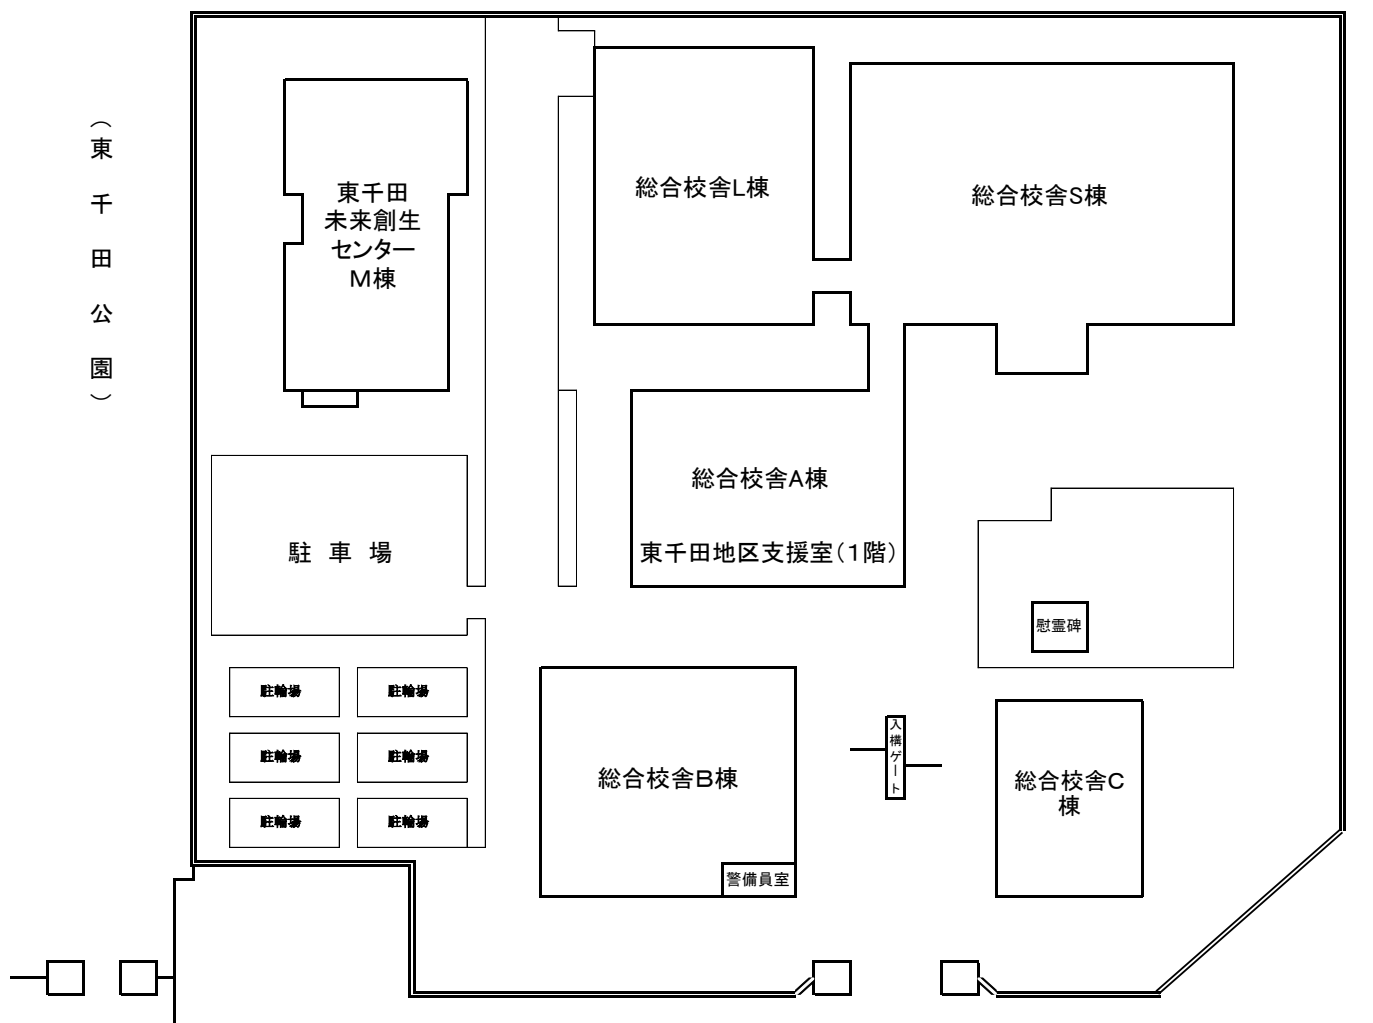 （東千田公園）
総合校舎L棟
総合校舎S棟
東千田
未来創生
センター
M棟
総合校舎A棟
東千田地区支援室（1階）
駐車場
慰霊碑
駐輪場
駐輪場
駐輪場
駐輪場
駐輪場
駐輪場
総合校舎B棟
警備員室
入構ゲート
総合校舎C
棟